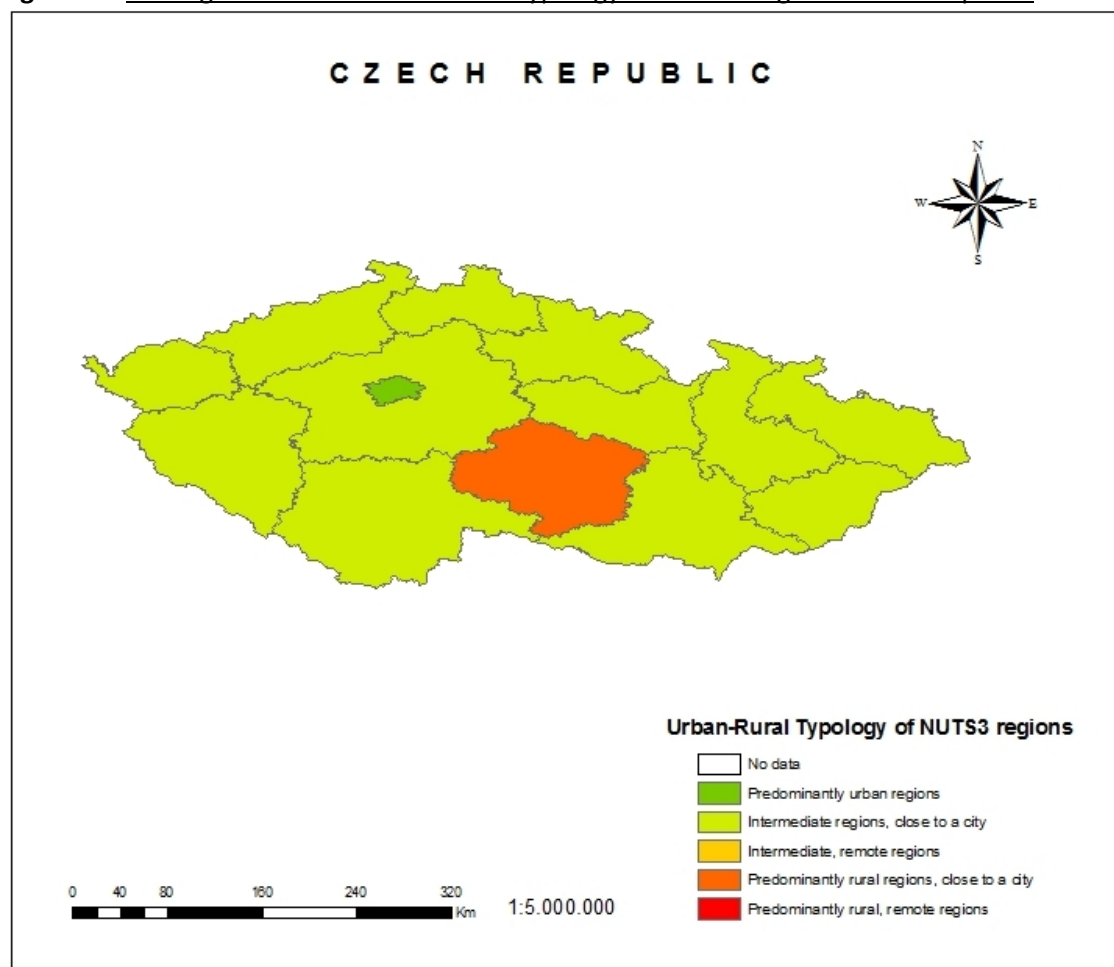 C Z E C H R E P U B L I C
N
W E
S
Urban-Rural Typology of NUTS3 regions
No data
Predominantly urban regions
Intermediate regions, close to a city
Intermediate, remote regions
Predominantly rural regions, close to a city
Predominantly rural, remote regions
0 40 80 160 240 320
Km
1:5.000.000